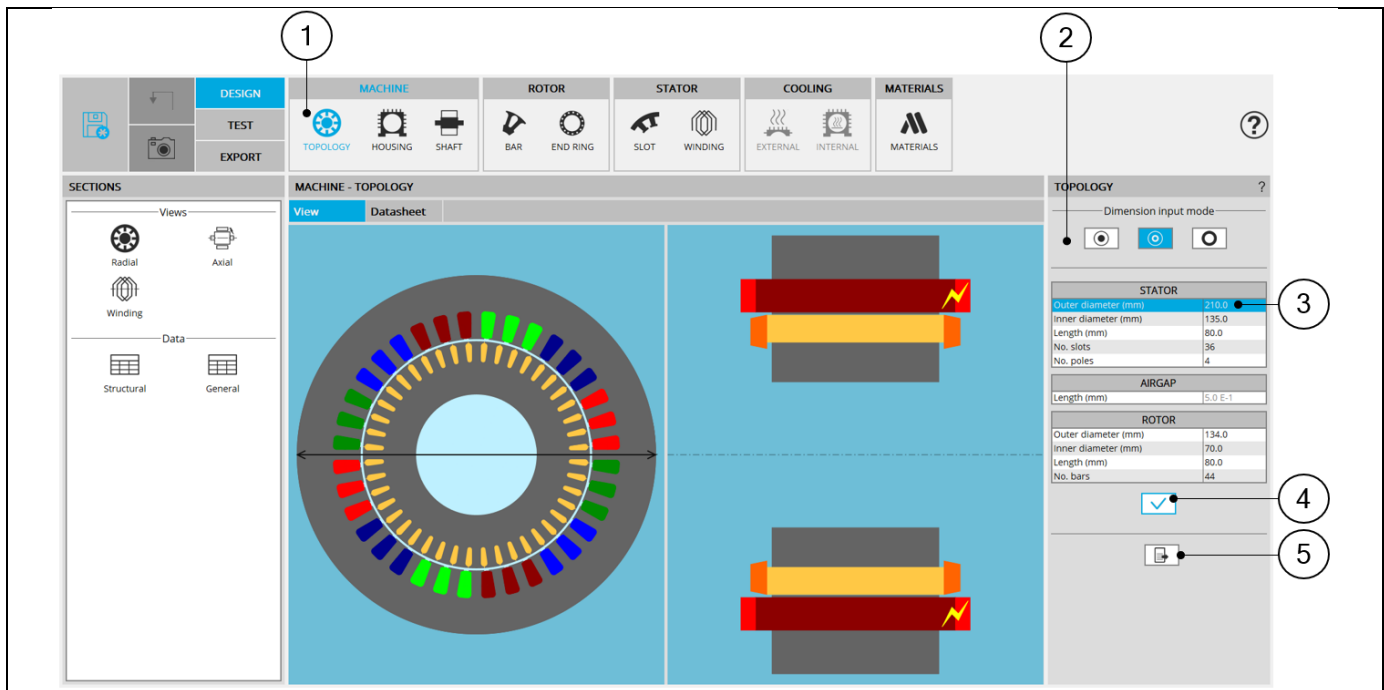 1
2
DESIGN
TEST
EXPORT
MACHINE
TOPOLOGY
HOUSING
SHAFT
ROTOR
BAR
END RING
STATOR
SLOT
WINDING
COOLING
EXTERNAL
INTERNAL
MATERIALS
MATERIALS
?
SECTIONS
Views
Radial
Axial
Winding
Data
Structural
General
MACHINE - TOPOLOGY
View
Datasheet
TOPOLOGY ?
Dimension input mode
STATOR
Outer diameter (mm) 210.0
Inner diameter (mm) 135.0
Length (mm) 80.0
No. slots 36
No. poles 4
AIRGAP
Length (mm) 5.0 E-1
ROTOR
Outer diameter (mm) 134.0
Inner diameter (mm) 70.0
Length (mm) 80.0
No. bars 44
3
4
5